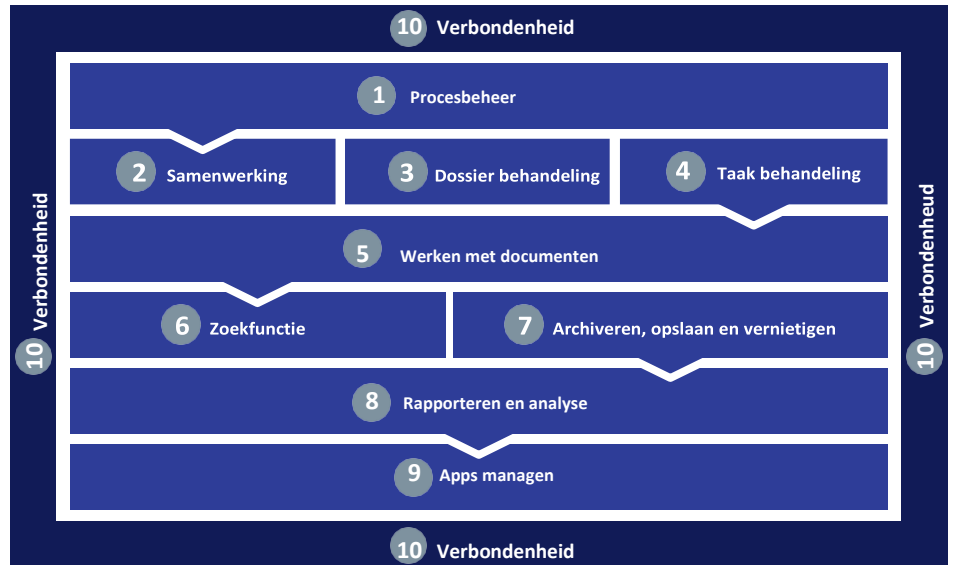 10 Verbondenheid
1 Procesbeheer
2 Samenwerking
3 Dossier behandeling
4 Taak behandeling
5 Werken met documenten
6 Zoekfunctie
7 Archiveren, opslaan en vernietigen
8 Rapporteren en analyse
9 Apps managen
10 Verbondenheid
10 Verbondenheud
10 Verbondenheid